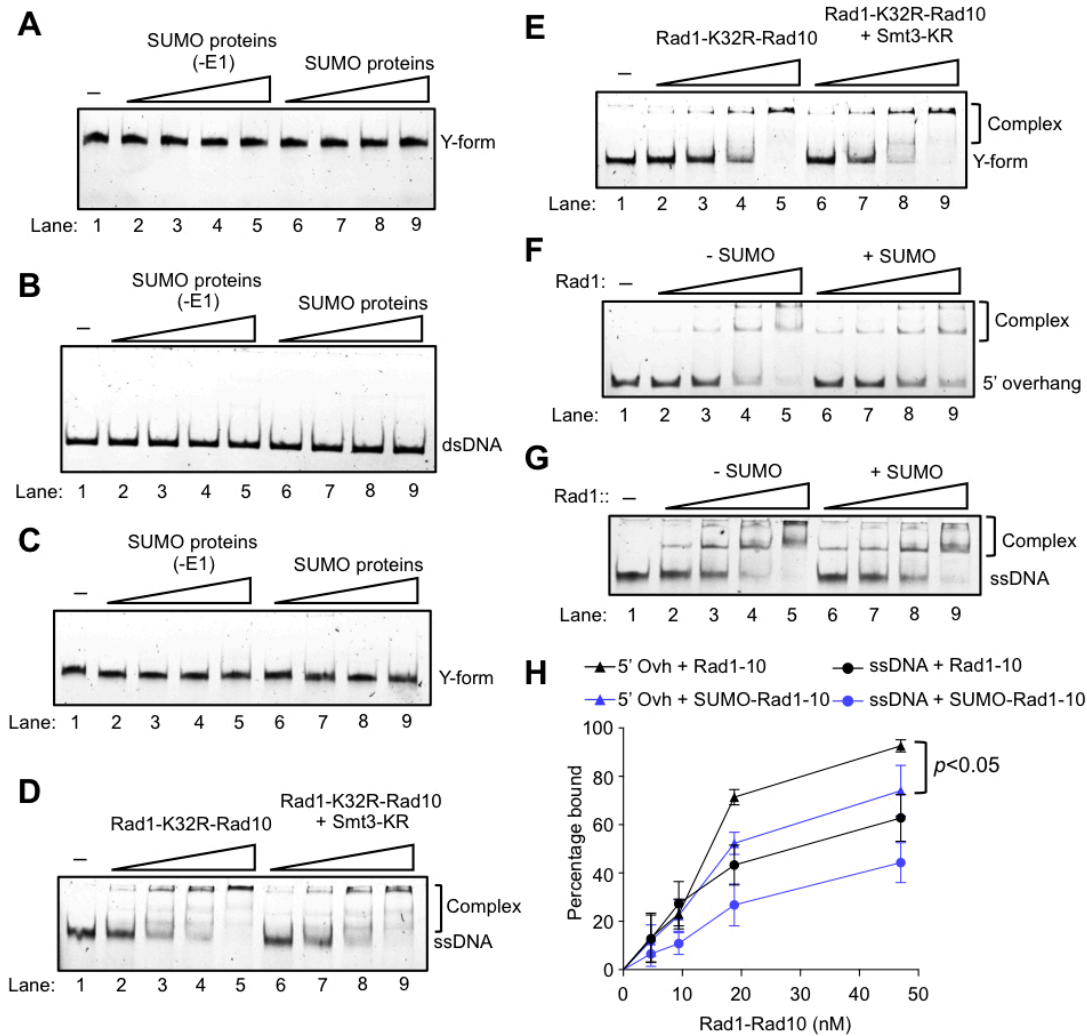 A
SUMO proteins
(-E1)
SUMO proteins
–
Y-form
Lane: 1 2 3 4 5 6 7 8 9
B
SUMO proteins
(-E1)
SUMO proteins
–
dsDNA
Lane: 1 2 3 4 5 6 7 8 9
C
SUMO proteins
(-E1)
SUMO proteins
–
Y-form
Lane: 1 2 3 4 5 6 7 8 9
D
Rad1-K32R-Rad10
Rad1-K32R-Rad10
+ Smt3-KR
–
Complex
ssDNA
Lane: 1 2 3 4 5 6 7 8 9
E
Rad1-K32R-Rad10
Rad1-K32R-Rad10
+ Smt3-KR
–
Complex
Y-form
Lane: 1 2 3 4 5 6 7 8 9
F
- SUMO
+ SUMO
Rad1: –
Complex
5' overhang
Lane: 1 2 3 4 5 6 7 8 9
G
- SUMO
+ SUMO
Rad1:: –
Complex
ssDNA
Lane: 1 2 3 4 5 6 7 8 9
H
5' Ovh + Rad1-10
ssDNA + Rad1-10
5' Ovh + SUMO-Rad1-10
ssDNA + SUMO-Rad1-10
Percentage bound
100
80
60
40
20
0
p<0.05
0 10 20 30 40 50
Rad1-Rad10 (nM)